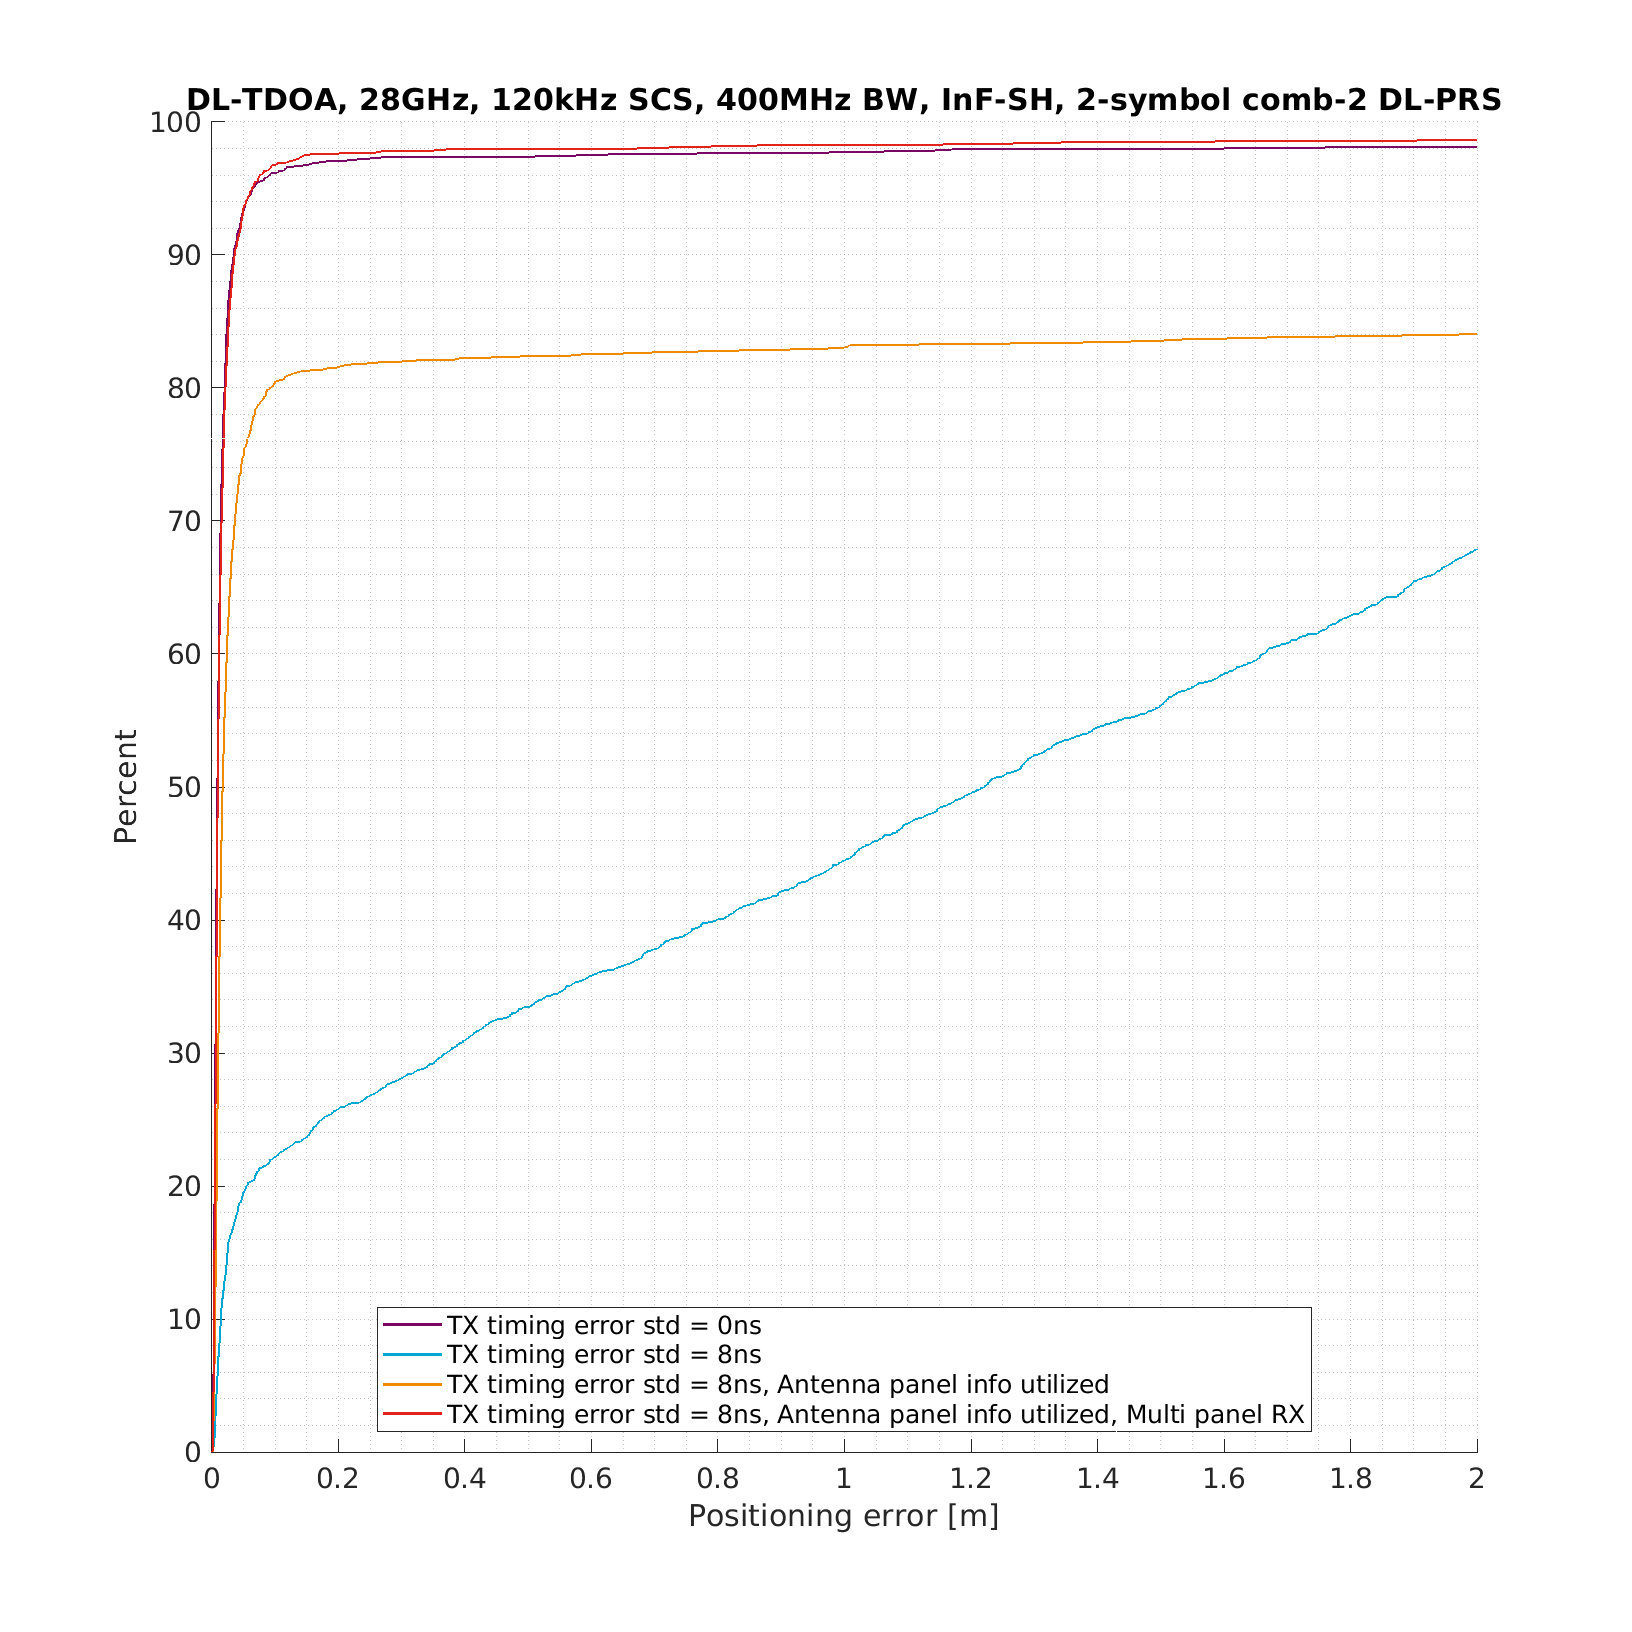 DL-TDOA, 28GHz, 120kHz SCS, 400MHz BW, InF-SH, 2-symbol comb-2 DL-PRS
100
90
80
70
60
50
40
30
20
10
0
Percent
TX timing error std = 0ns
TX timing error std = 8ns
TX timing error std = 8ns, Antenna panel info utilized
TX timing error std = 8ns, Antenna panel info utilized, Multi panel RX
0 0.2 0.4 0.6 0.8 1 1.2 1.4 1.6 1.8 2
Positioning error [m]